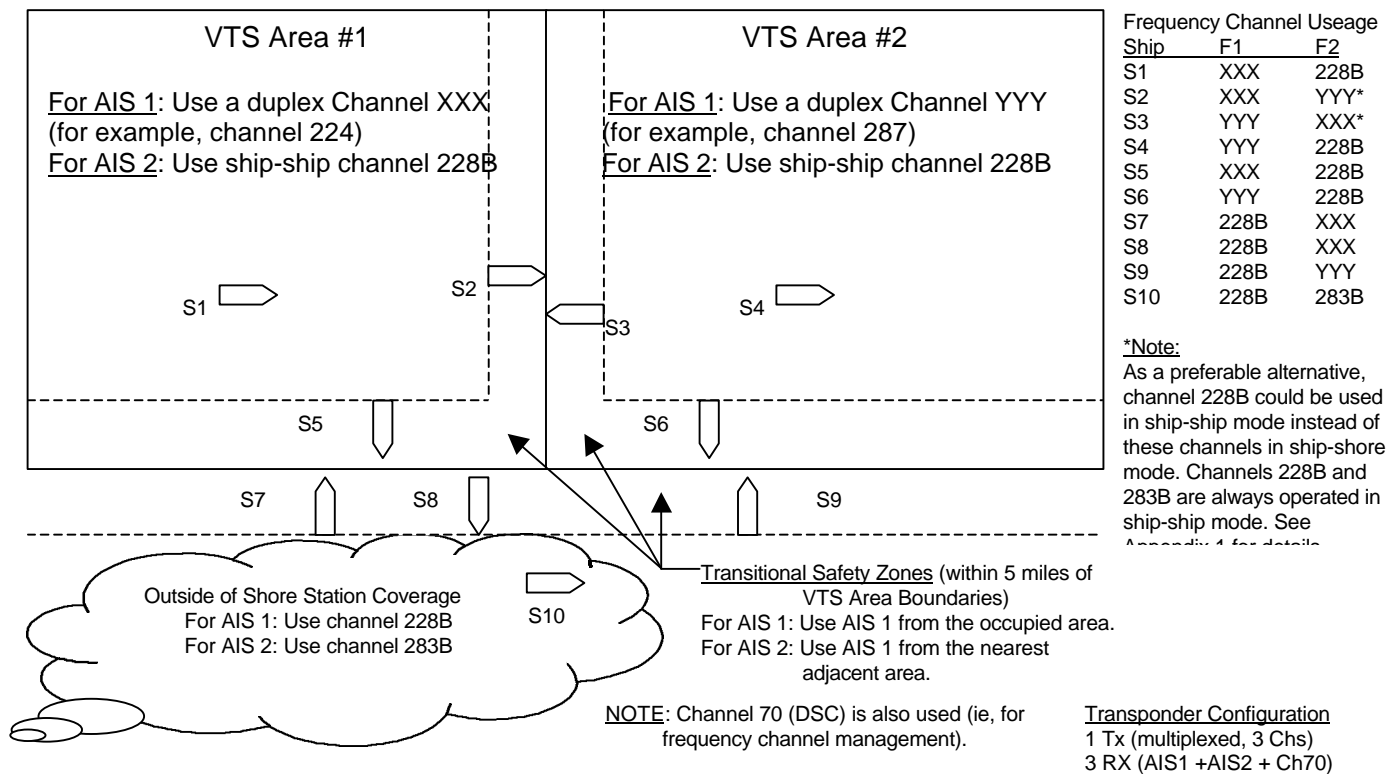 VTS Area #1
For AIS 1: Use a duplex Channel XXX
(for example, channel 224)
For AIS 2: Use ship-ship channel 228B
VTS Area #2
For AIS 1: Use a duplex Channel YYY
(for example, channel 287)
For AIS 2: Use ship-ship channel 228B
S1
S2
S3
S4
S5
S6
S7
S8
S9
Outside of Shore Station Coverage
For AIS 1: Use channel 228B
For AIS 2: Use channel 283B
S10
Transitional Safety Zones (within 5 miles of
VTS Area Boundaries)
For AIS 1: Use AIS 1 from the occupied area.
For AIS 2: Use AIS 1 from the nearest
adjacent area.
NOTE: Channel 70 (DSC) is also used (ie, for
frequency channel management).
Frequency Channel Useage
Ship F1 F2
S1 XXX 228B
S2 XXX YYY*
S3 YYY XXX*
S4 YYY 228B
S5 XXX 228B
S6 YYY 228B
S7 228B XXX
S8 228B XXX
S9 228B YYY
S10 228B 283B
*Note:
As a preferable alternative,
channel 228B could be used
in ship-ship mode instead of
these channels in ship-shore
mode. Channels 228B and
283B are always operated in
ship-ship mode. See
Appendix 1 for details
Transponder Configuration
1 Tx (multiplexed, 3 Chs)
3 RX (AIS1 +AIS2 + Ch70)